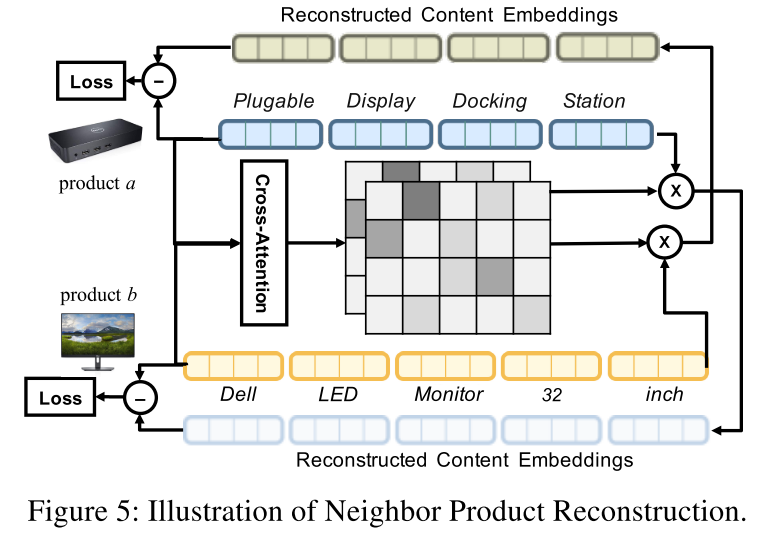 Reconstructed Content Embeddings
Loss
–
Plugable Display Docking Station
product a
Cross-Attention
X
X
product b
Dell LED Monitor 32 inch
Loss
–
Reconstructed Content Embeddings
Figure 5: Illustration of Neighbor Product Reconstruction.